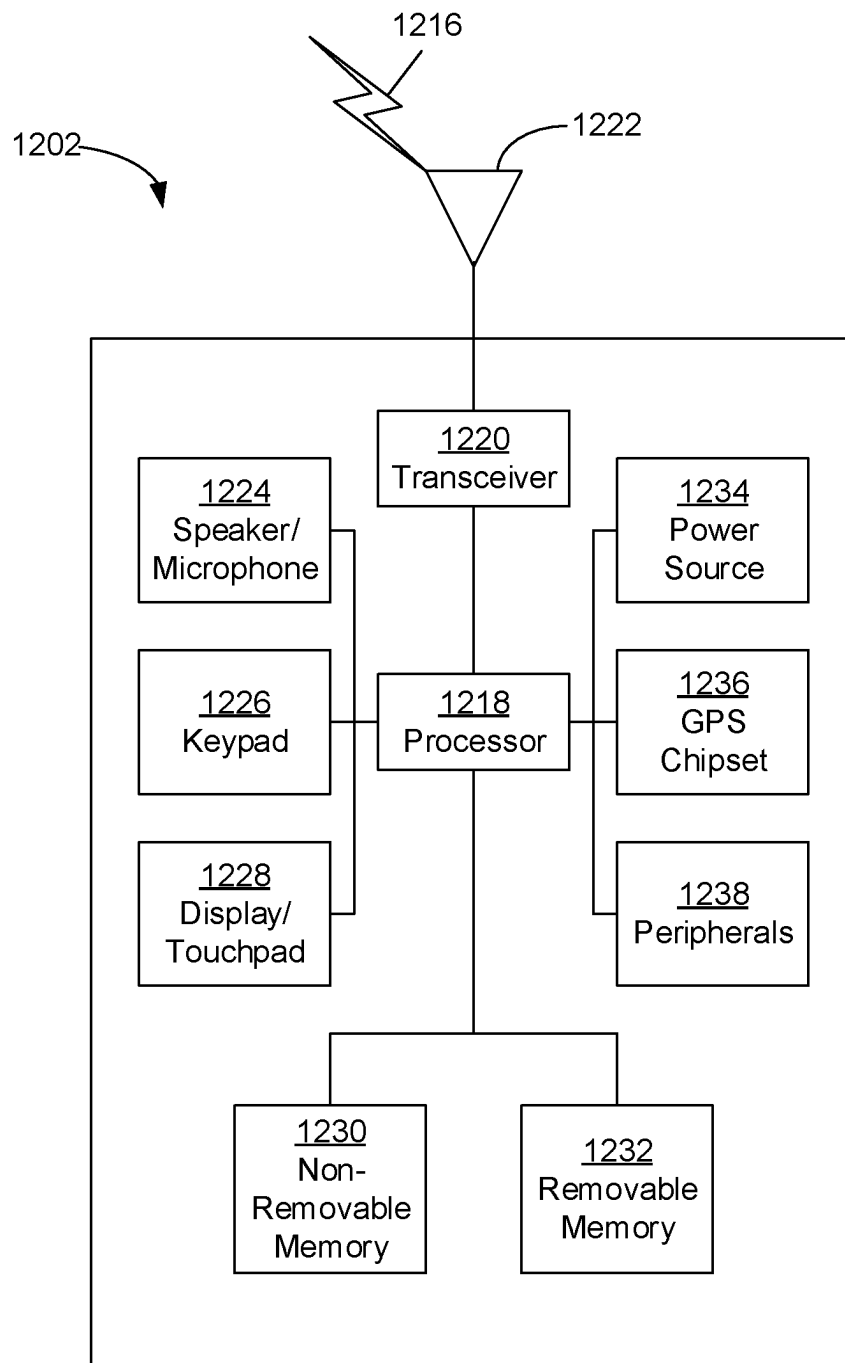 1216
1222
1202
1220
Transceiver
1224
Speaker/
Microphone
1234
Power
Source
1226
Keypad
1218
Processor
1236
GPS
Chipset
1228
Display/
Touchpad
1238
Peripherals
1230
Non-
Removable
Memory
1232
Removable
Memory